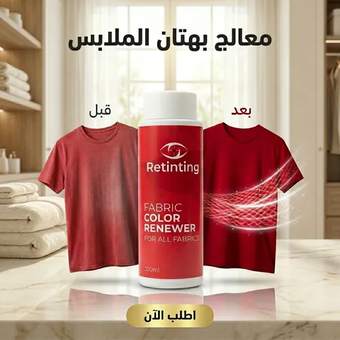 معالج بهتان الملابس
قبل
بعد
Retinting
FABRIC
COLOR
RENEWER
FOR ALL FABRICS
اطلب الآن